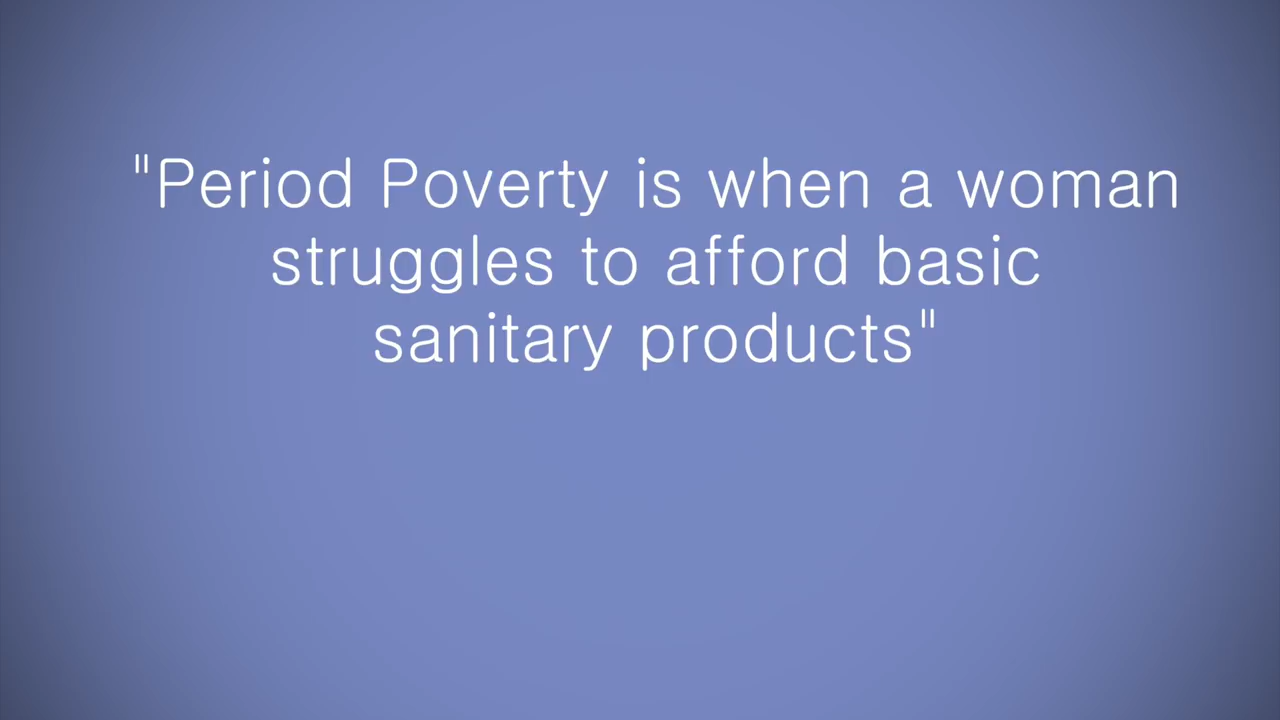 "Period Poverty is when a woman
struggles to afford basic
sanitary products"